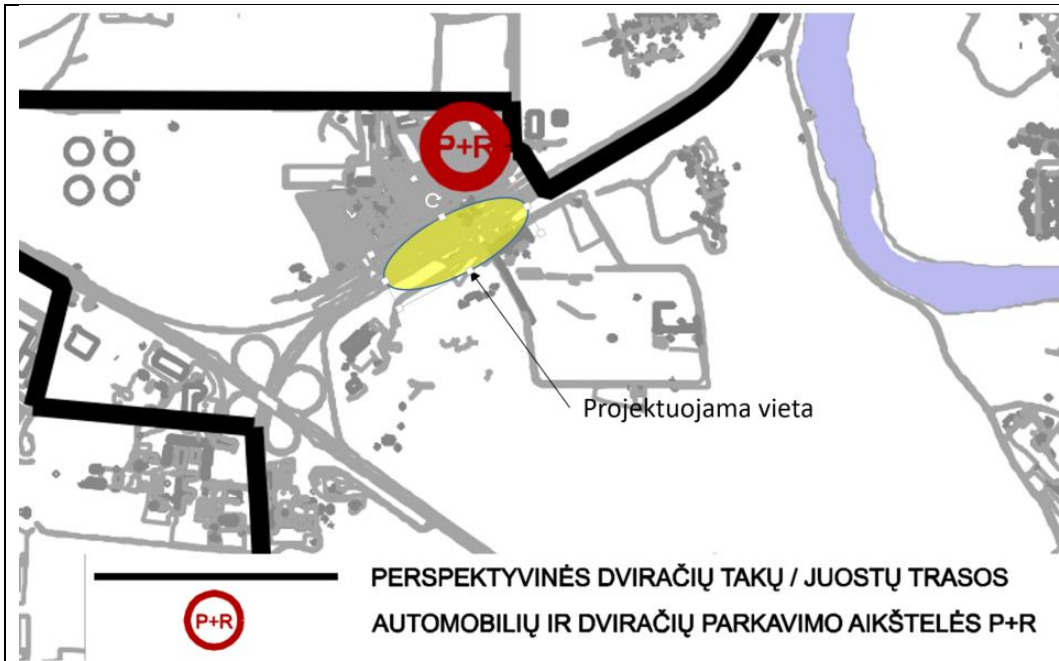 P+R
Projektuojama vieta
PERSPEKTYVINĖS DVIRAČIŲ TAKŲ / JUOSTŲ TRASOS
P+R
AUTOMOBILIŲ IR DVIRAČIŲ PARKAVIMO AIKŠTELĖS P+R